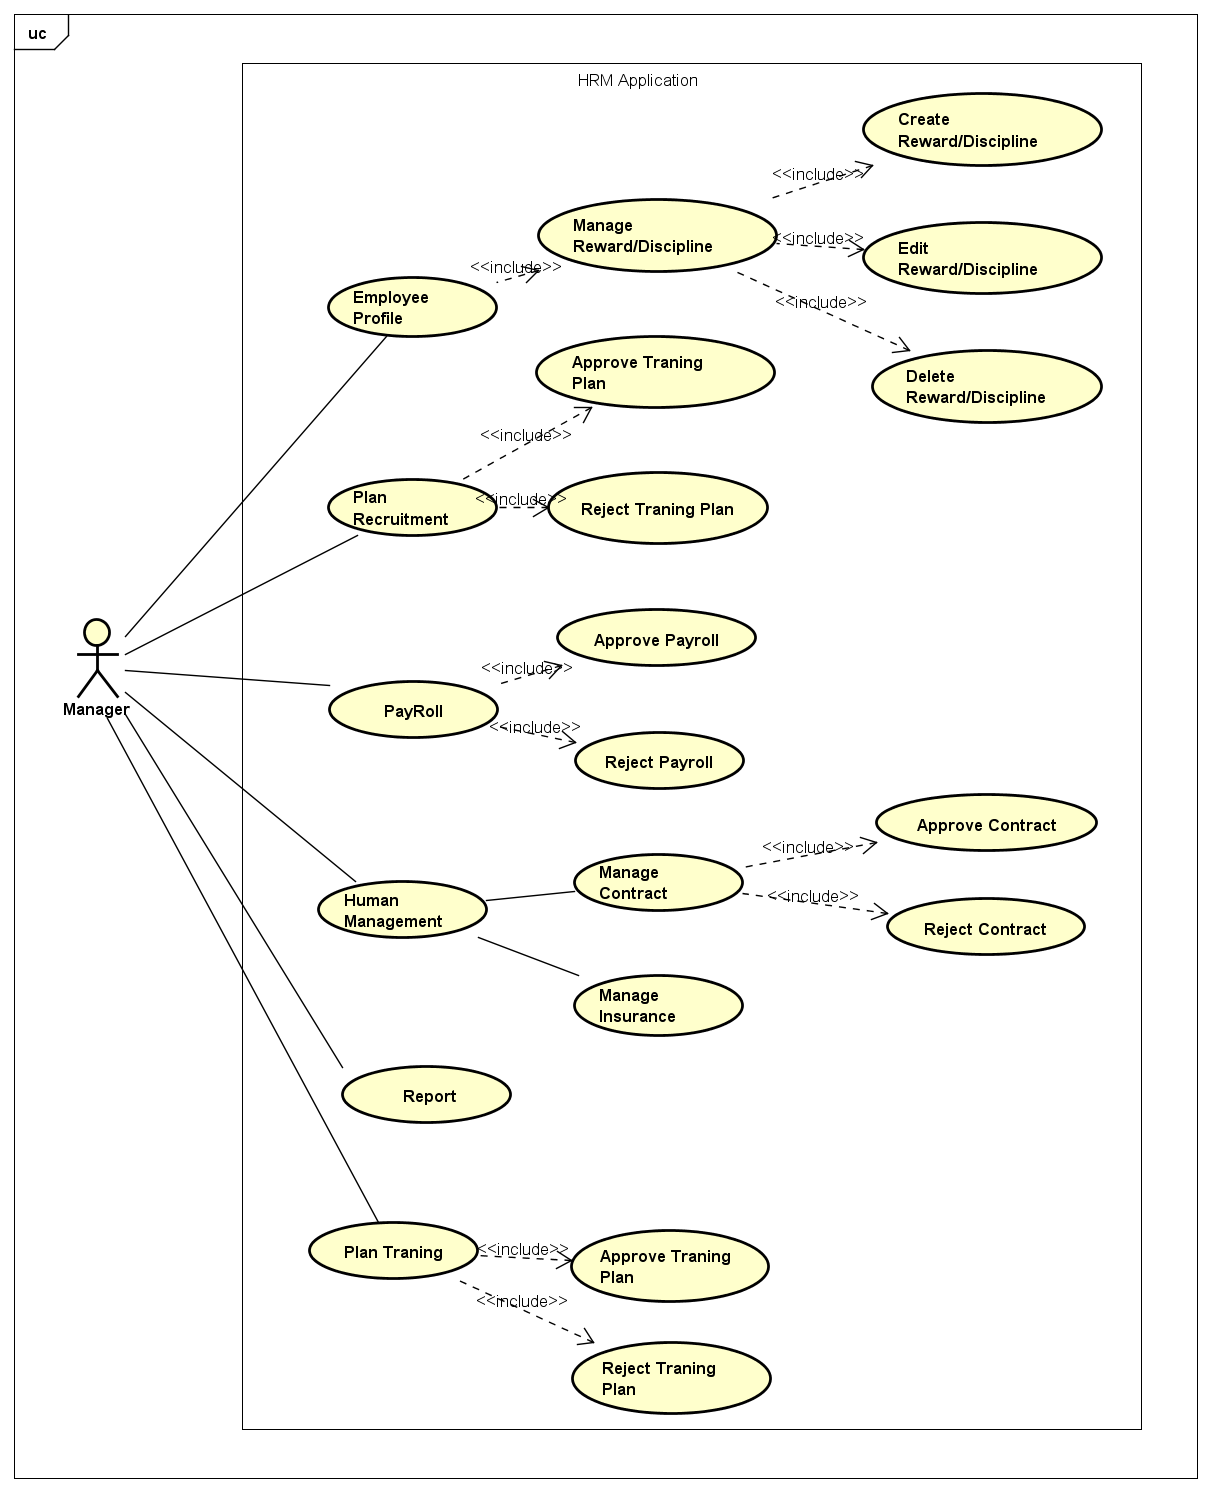 uc
HRM Application
Create
Reward/Discipline
<<include>>
Manage
Reward/Discipline
<<include>>
Edit
Reward/Discipline
<<include>>
Employee
Profile
<<include>>
Delete
Reward/Discipline
Approve Traning
Plan
<<include>>
Plan
Recruitment
<<include>>
Reject Traning Plan
Approve Payroll
<<include>>
Manager
PayRoll
<<include>>
Reject Payroll
Approve Contract
<<include>>
Manage
Contract
<<include>>
Human
Management
Reject Contract
Manage
Insurance
Report
Plan Traning
<<include>>
Approve Traning
Plan
<<include>>
Reject Traning
Plan